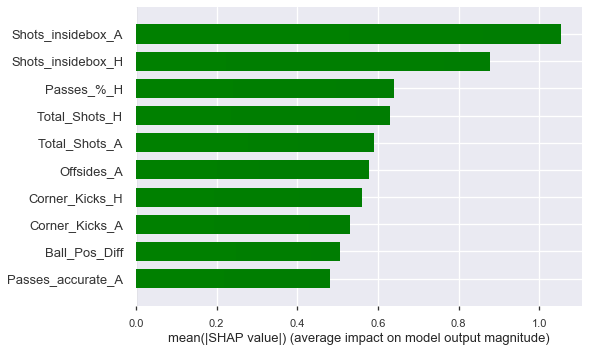 Shots_insidebox_A
Shots_insidebox_H
Passes_%_H
Total_Shots_H
Total_Shots_A
Offsides_A
Corner_Kicks_H
Corner_Kicks_A
Ball_Pos_Diff
Passes_accurate_A
0.0 0.2 0.4 0.6 0.8 1.0
mean(|SHAP value|) (average impact on model output magnitude)